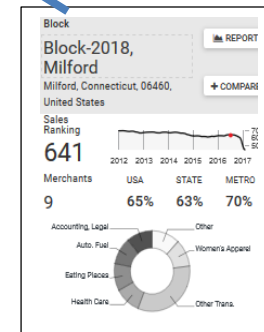 Block
REPORT
Block-2018,
Milford
Milford, Connecticut, 06460,
United States
+ COMPARE
Sales
Ranking
641
2012 2013 2014 2015 2016 2017
Merchants USA STATE METRO
9 65% 63% 70%
Accounting, Legal
Other
Auto. Fuel
Women's Apparel
Eating Places
Health Care
Other Trans.